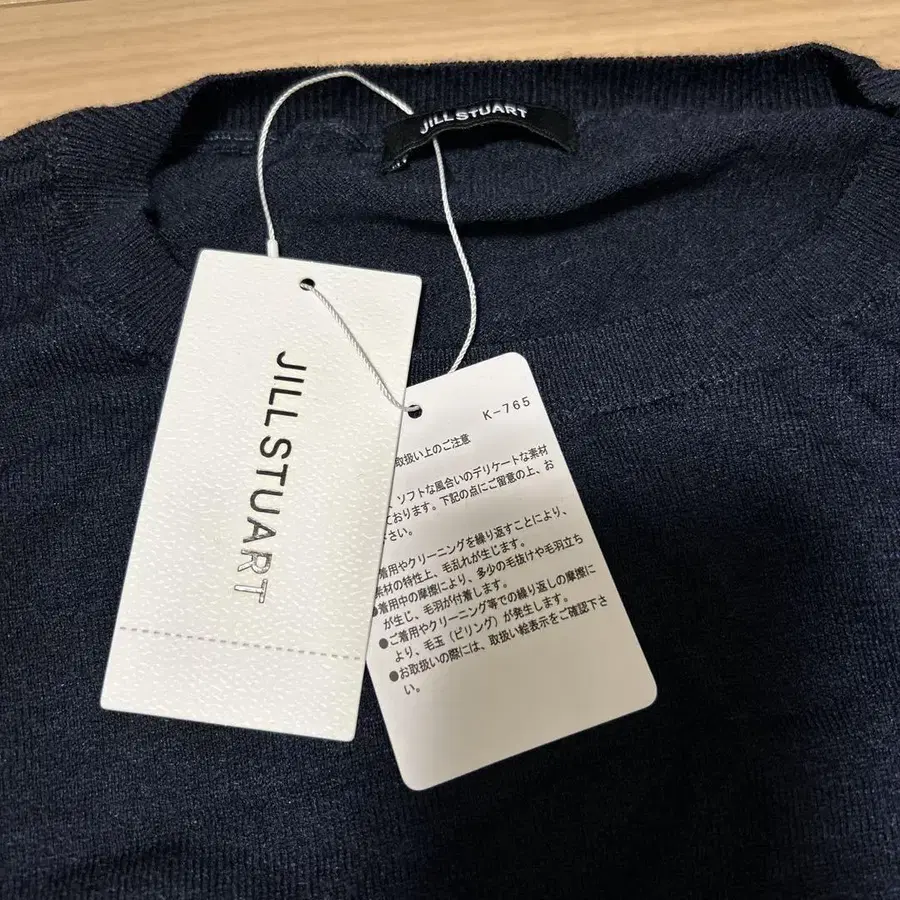 JILLSTUART
JILLSTUART
K-765
取扱い上のご注意
ソフトな風合いのデリケートな素材
ております。下記の点にご留意の上、お
さい。
着用やクリーニングを繰り返すことにより、
素材の特性上、毛乱れが生じます。
●着用中の摩擦により、多少の毛抜けや毛羽立ち
が生じ、毛羽が付着します。
●ご着用やクリーニング等での繰り返しの摩擦に
より、毛玉（ピリング）が発生します。
●お取扱いの際には、取扱い絵表示をご確認下さ
い。